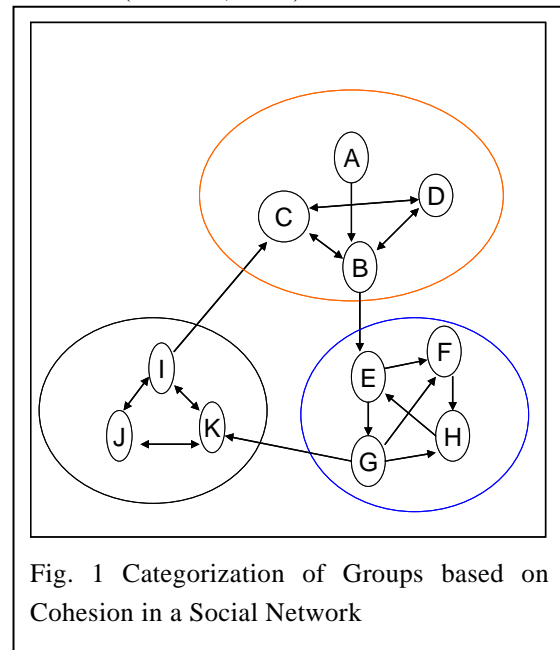 A
D
C
B
I
F
E
J
K
H
G
Fig. 1 Categorization of Groups based on
Cohesion in a Social Network